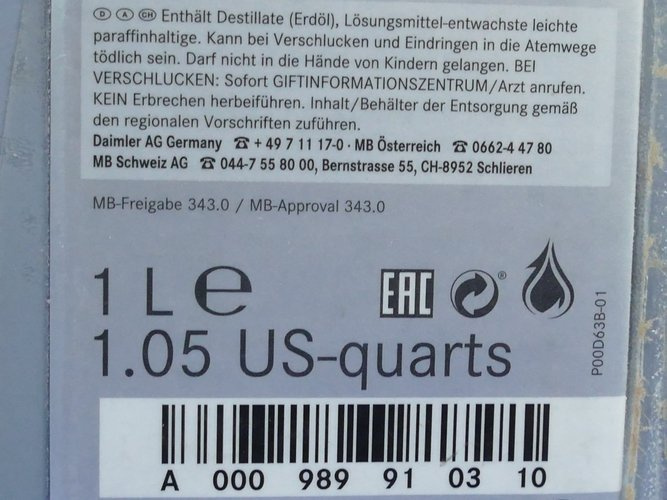 D A CH Enthält Destillate (Erdöl), Lösungsmittel-entwachste leichte
paraffinhaltige. Kann bei Verschlucken und Eindringen in die Atemwege
tödlich sein. Darf nicht in die Hände von Kindern gelangen. BEI
VERSCHLUCKEN: Sofort GIFTINFORMATIONSZENTRUM/Arzt anrufen.
KEIN Erbrechen herbeiführen. Inhalt/Behälter der Entsorgung gemäß
den regionalen Vorschriften zuführen.
Daimler AG Germany ☎ + 49 7 11 17-0 · MB Österreich ☎ 0662-4 47 80
MB Schweiz AG ☎ 044-7 55 80 00, Bernstrasse 55, CH-8952 Schlieren
MB-Freigabe 343.0 / MB-Approval 343.0
1 L ℮
EAC ®
1.05 US-quarts
P00D63B-01
A 000 989 91 03 10